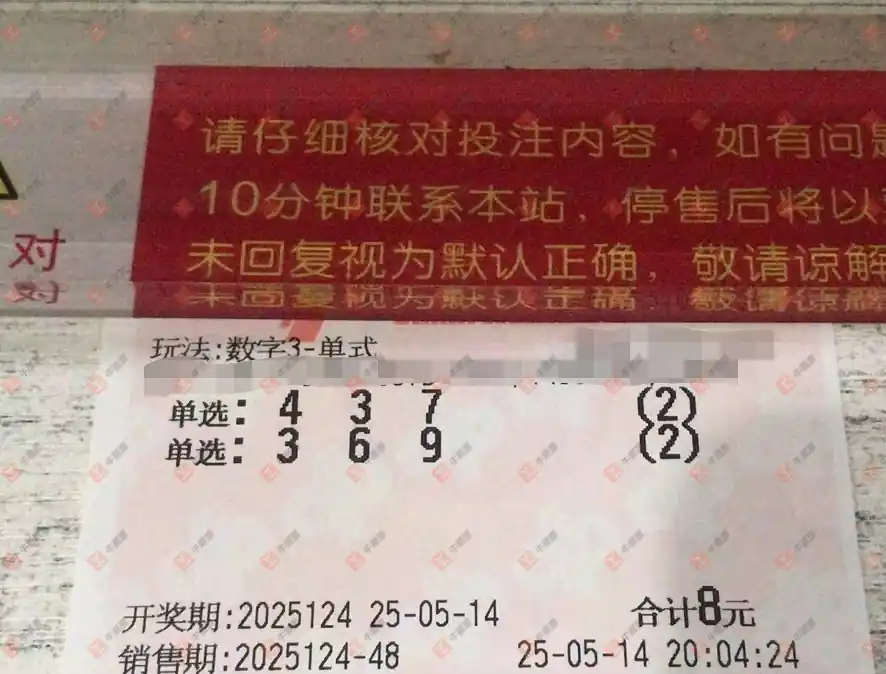 请仔细核对投注内容，如有问题
10分钟联系本站，停售后将以
未回复视为默认正确，敬请谅解
对
玩法:数字3-单式
单选: 4 3 7 (2)
单选: 3 6 9 (2)
开奖期:2025124 25-05-14 合计8元
销售期:2025124-48 25-05-14 20:04:24